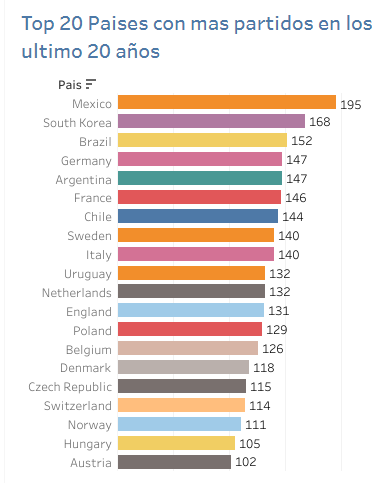 Top 20 Paises con mas partidos en los
ultimo 20 años
Pais
Mexico 195
South Korea 168
Brazil 152
Germany 147
Argentina 147
France 146
Chile 144
Sweden 140
Italy 140
Uruguay 132
Netherlands 132
England 131
Poland 129
Belgium 126
Denmark 118
Czech Republic 115
Switzerland 114
Norway 111
Hungary 105
Austria 102